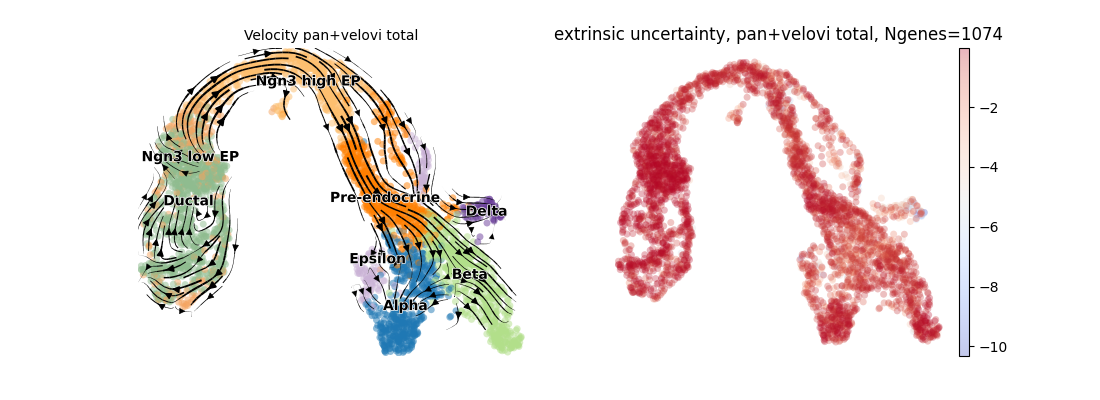 Velocity pan+velovi total
Ngn3 high EP
Ngn3 low EP
Ductal
Pre-endocrine
Delta
Epsilon
Beta
Alpha
extrinsic uncertainty, pan+velovi total, Ngenes=1074
−2
−4
−6
−8
−10